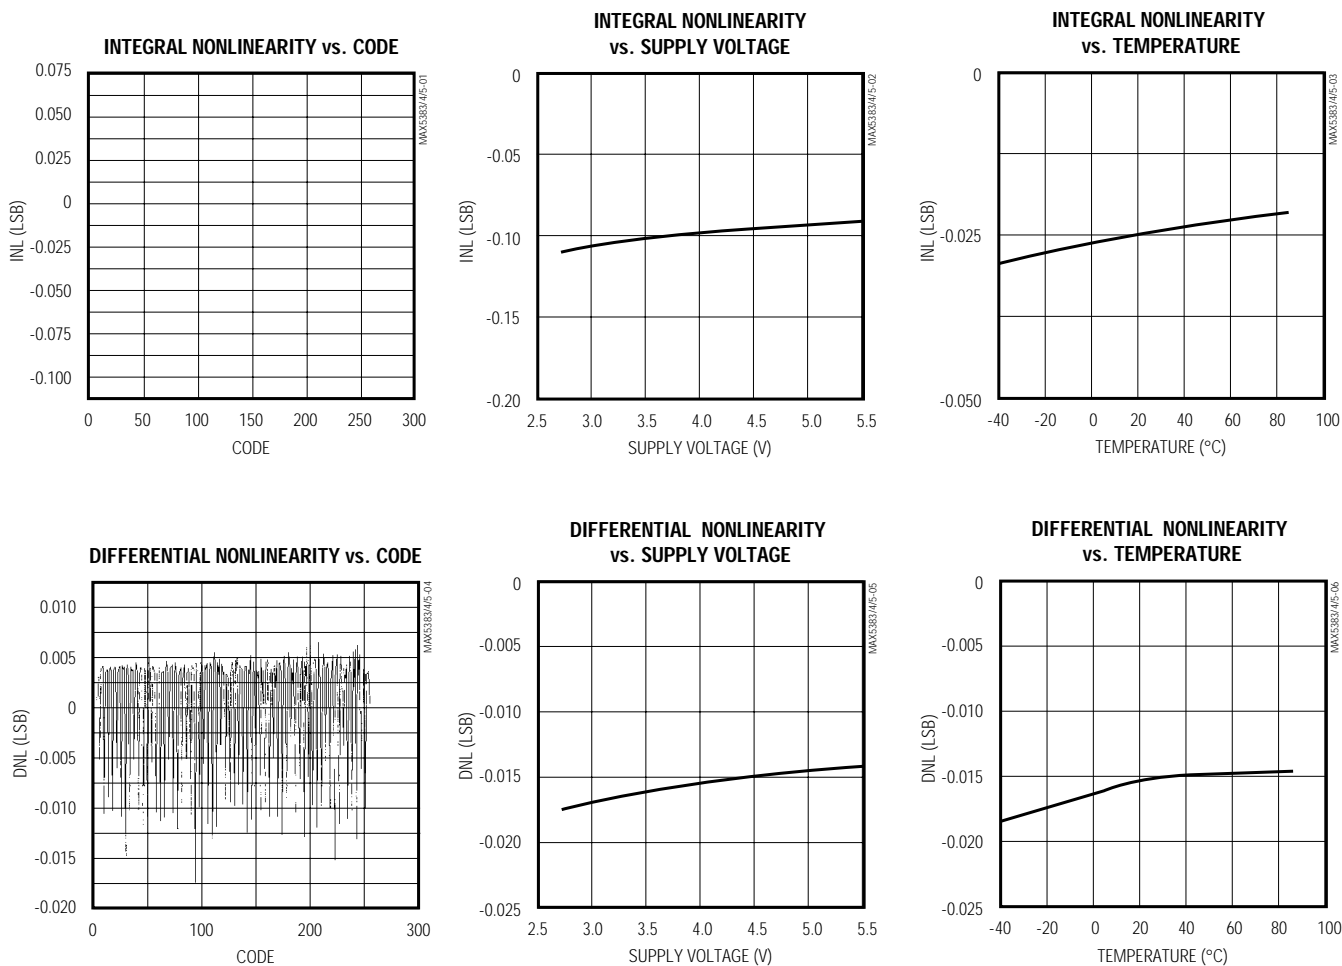 INTEGRAL NONLINEARITY vs. CODE
0.075
0.050
0.025
0
-0.025
-0.050
-0.075
-0.100
INL (LSB)
0 50 100 150 200 250 300
CODE
MAX5383/4/5-01
INTEGRAL NONLINEARITY
vs. SUPPLY VOLTAGE
0
-0.05
-0.10
-0.15
-0.20
INL (LSB)
2.5 3.0 3.5 4.0 4.5 5.0 5.5
SUPPLY VOLTAGE (V)
MAX5383/4/5-02
INTEGRAL NONLINEARITY
vs. TEMPERATURE
0
-0.025
-0.050
INL (LSB)
-40 -20 0 20 40 60 80 100
TEMPERATURE (°C)
MAX5383/4/5-03
DIFFERENTIAL NONLINEARITY vs. CODE
0.010
0.005
0
-0.005
-0.010
-0.015
-0.020
DNL (LSB)
0 100 200 300
CODE
MAX5383/4/5-04
DIFFERENTIAL NONLINEARITY
vs. SUPPLY VOLTAGE
0
-0.005
-0.010
-0.015
-0.020
-0.025
DNL (LSB)
2.5 3.0 3.5 4.0 4.5 5.0 5.5
SUPPLY VOLTAGE (V)
MAX5383/4/5-05
DIFFERENTIAL NONLINEARITY
vs. TEMPERATURE
0
-0.005
-0.010
-0.015
-0.020
-0.025
DNL (LSB)
-40 -20 0 20 40 60 80 100
TEMPERATURE (°C)
MAX5383/4/5-06